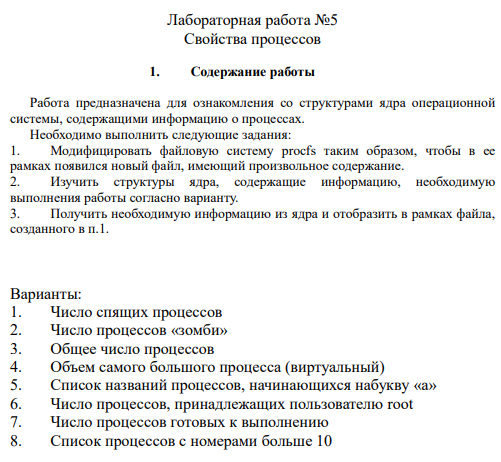 Лабораторная работа №5
Свойства процессов
1. Содержание работы
Работа предназначена для ознакомления со структурами ядра операционной
системы, содержащими информацию о процессах.
Необходимо выполнить следующие задания:
1. Модифицировать файловую систему procfs таким образом, чтобы в ее
рамках появился новый файл, имеющий произвольное содержание.
2. Изучить структуры ядра, содержащие информацию, необходимую
выполнения работы согласно варианту.
3. Получить необходимую информацию из ядра и отобразить в рамках файла,
созданного в п.1.
Варианты:
1. Число спящих процессов
2. Число процессов «зомби»
3. Общее число процессов
4. Объем самого большого процесса (виртуальный)
5. Список названий процессов, начинающихся набукву «а»
6. Число процессов, принадлежащих пользователю root
7. Число процессов готовых к выполнению
8. Список процессов с номерами больше 10